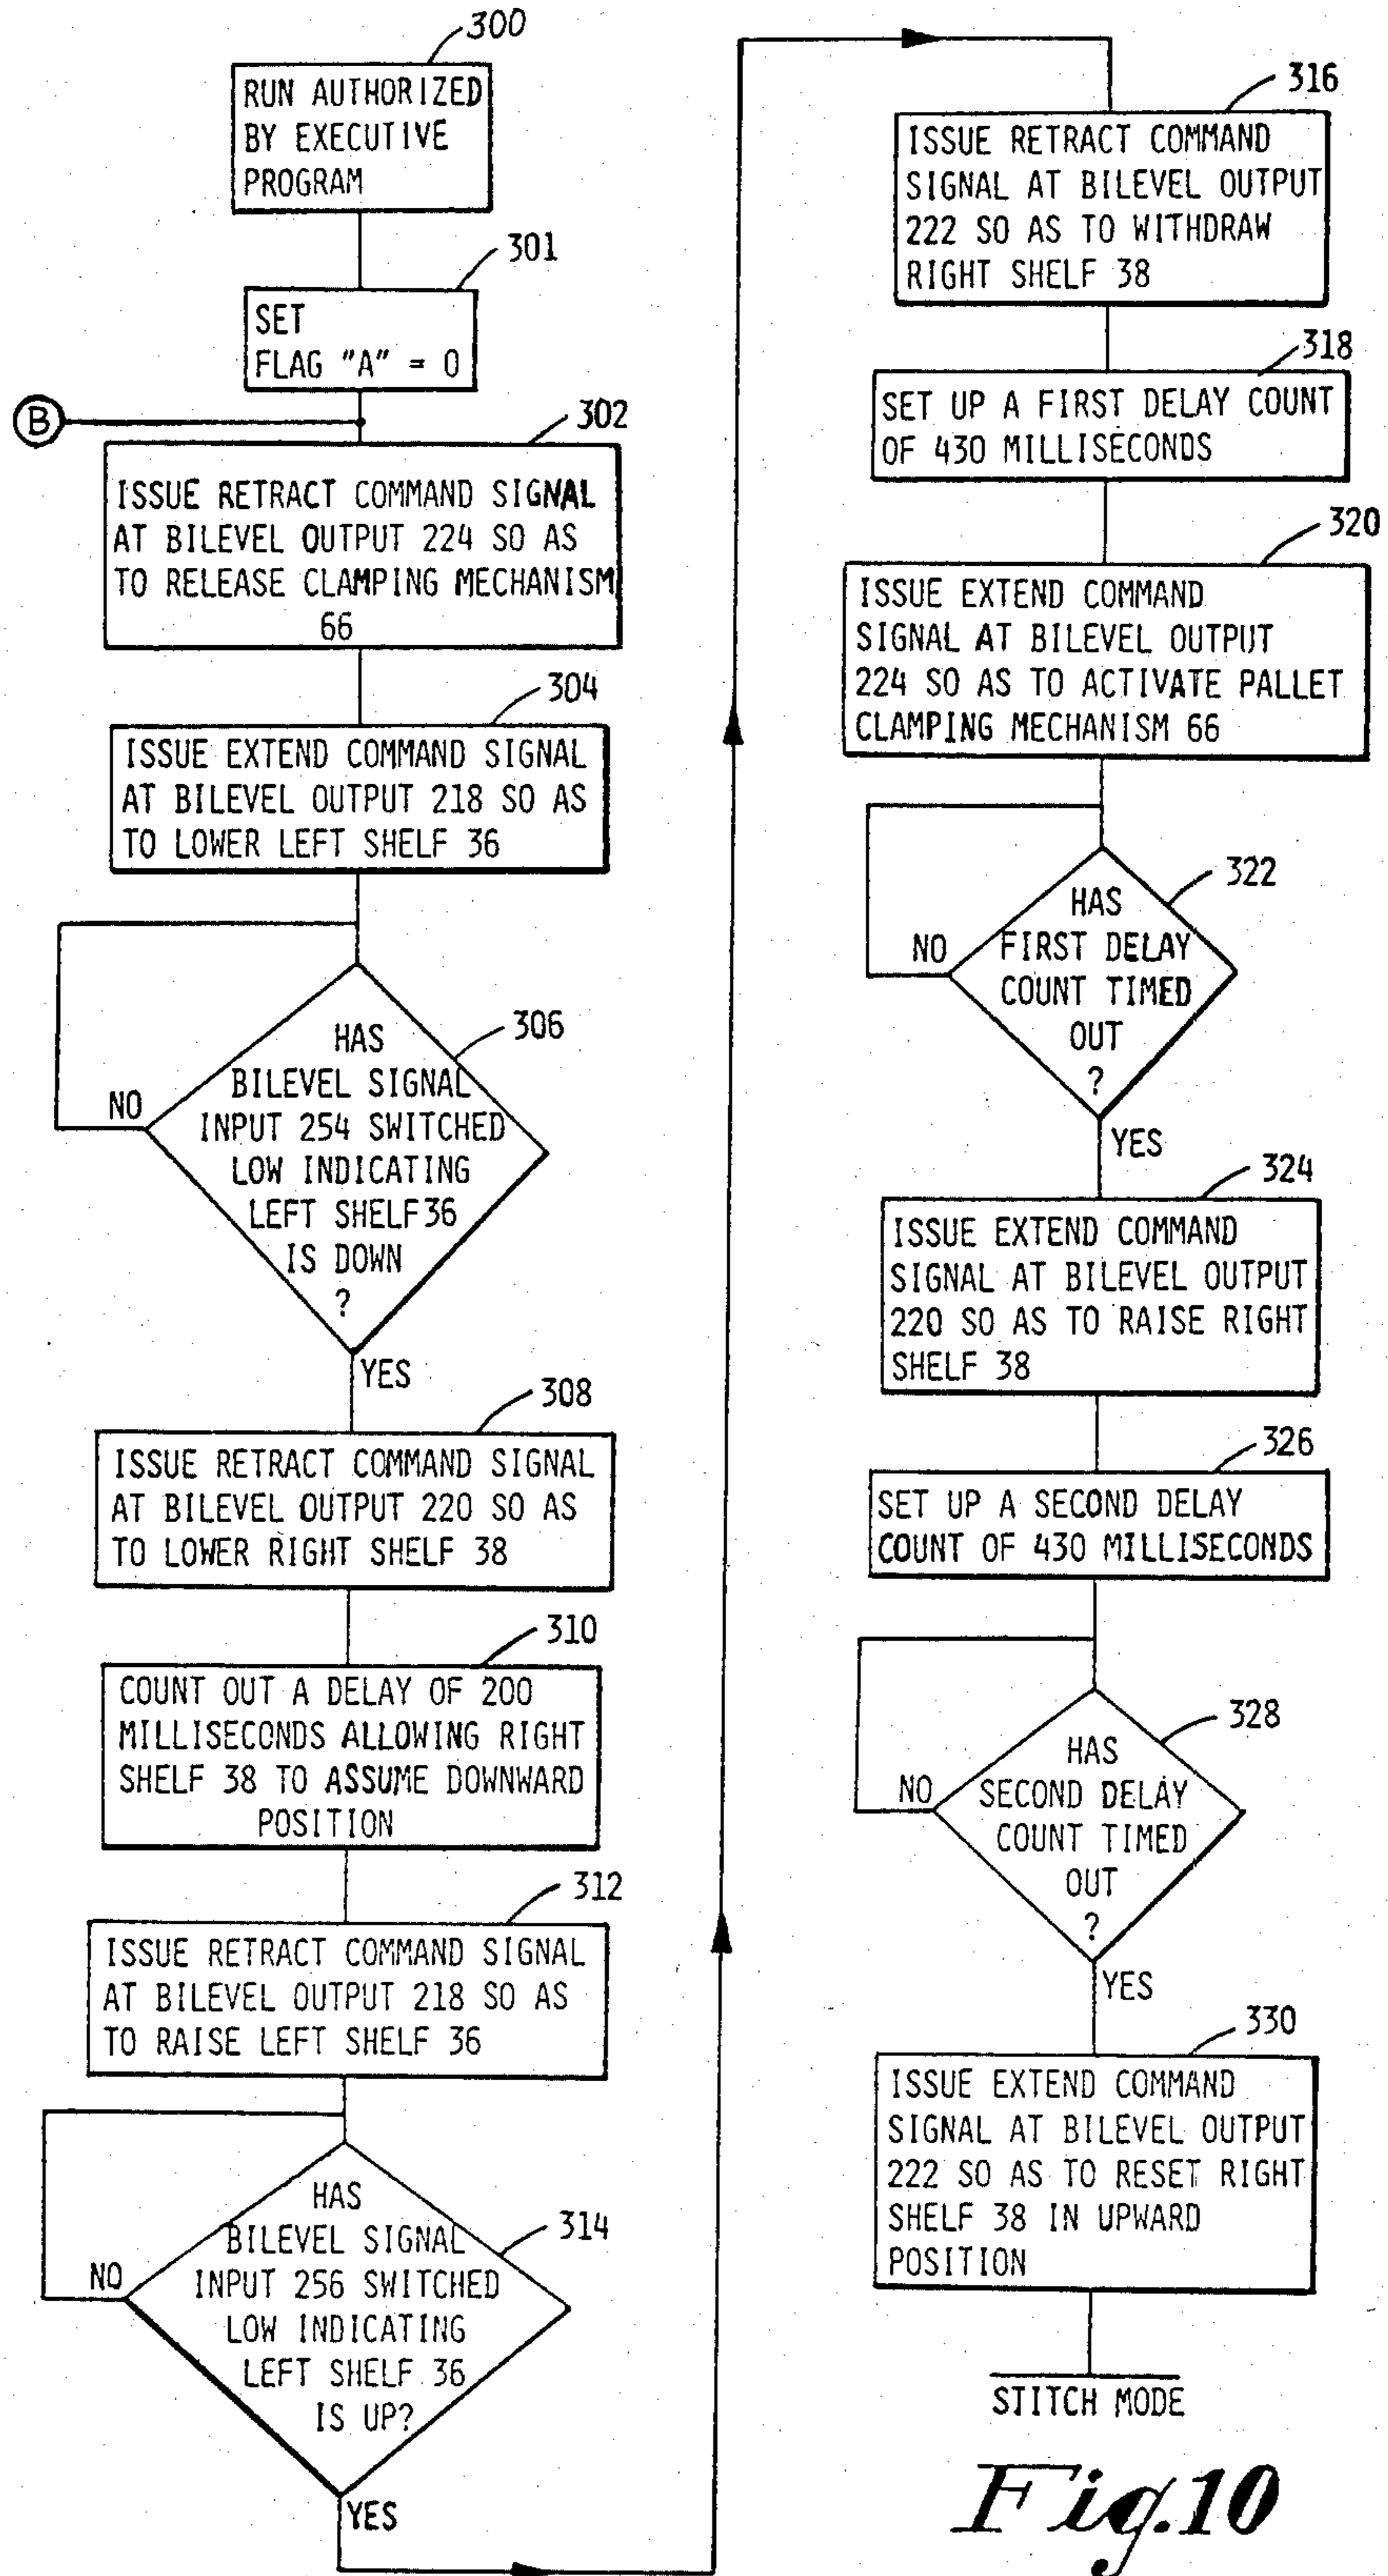 300
RUN AUTHORIZED
BY EXECUTIVE
PROGRAM
301
SET
FLAG "A" = 0
B
302
ISSUE RETRACT COMMAND SIGNAL
AT BILEVEL OUTPUT 224 SO AS
TO RELEASE CLAMPING MECHANISM
66
304
ISSUE EXTEND COMMAND SIGNAL
AT BILEVEL OUTPUT 218 SO AS
TO LOWER LEFT SHELF 36
306
HAS
BILEVEL SIGNAL
INPUT 254 SWITCHED
LOW INDICATING
LEFT SHELF 36
IS DOWN
?
NO
YES
308
ISSUE RETRACT COMMAND SIGNAL
AT BILEVEL OUTPUT 220 SO AS
TO LOWER RIGHT SHELF 38
310
COUNT OUT A DELAY OF 200
MILLISECONDS ALLOWING RIGHT
SHELF 38 TO ASSUME DOWNWARD
POSITION
312
ISSUE RETRACT COMMAND SIGNAL
AT BILEVEL OUTPUT 218 SO AS
TO RAISE LEFT SHELF 36
314
HAS
BILEVEL SIGNAL
INPUT 256 SWITCHED
LOW INDICATING
LEFT SHELF 36
IS UP?
NO
YES
316
ISSUE RETRACT COMMAND
SIGNAL AT BILEVEL OUTPUT
222 SO AS TO WITHDRAW
RIGHT SHELF 38
318
SET UP A FIRST DELAY COUNT
OF 430 MILLISECONDS
320
ISSUE EXTEND COMMAND
SIGNAL AT BILEVEL OUTPUT
224 SO AS TO ACTIVATE PALLET
CLAMPING MECHANISM 66
322
HAS
FIRST DELAY
COUNT TIMED
OUT
?
NO
YES
324
ISSUE EXTEND COMMAND
SIGNAL AT BILEVEL OUTPUT
220 SO AS TO RAISE RIGHT
SHELF 38
326
SET UP A SECOND DELAY
COUNT OF 430 MILLISECONDS
328
HAS
SECOND DELAY
COUNT TIMED
OUT
?
NO
YES
330
ISSUE EXTEND COMMAND
SIGNAL AT BILEVEL OUTPUT
222 SO AS TO RESET RIGHT
SHELF 38 IN UPWARD
POSITION
STITCH MODE
Fig.10